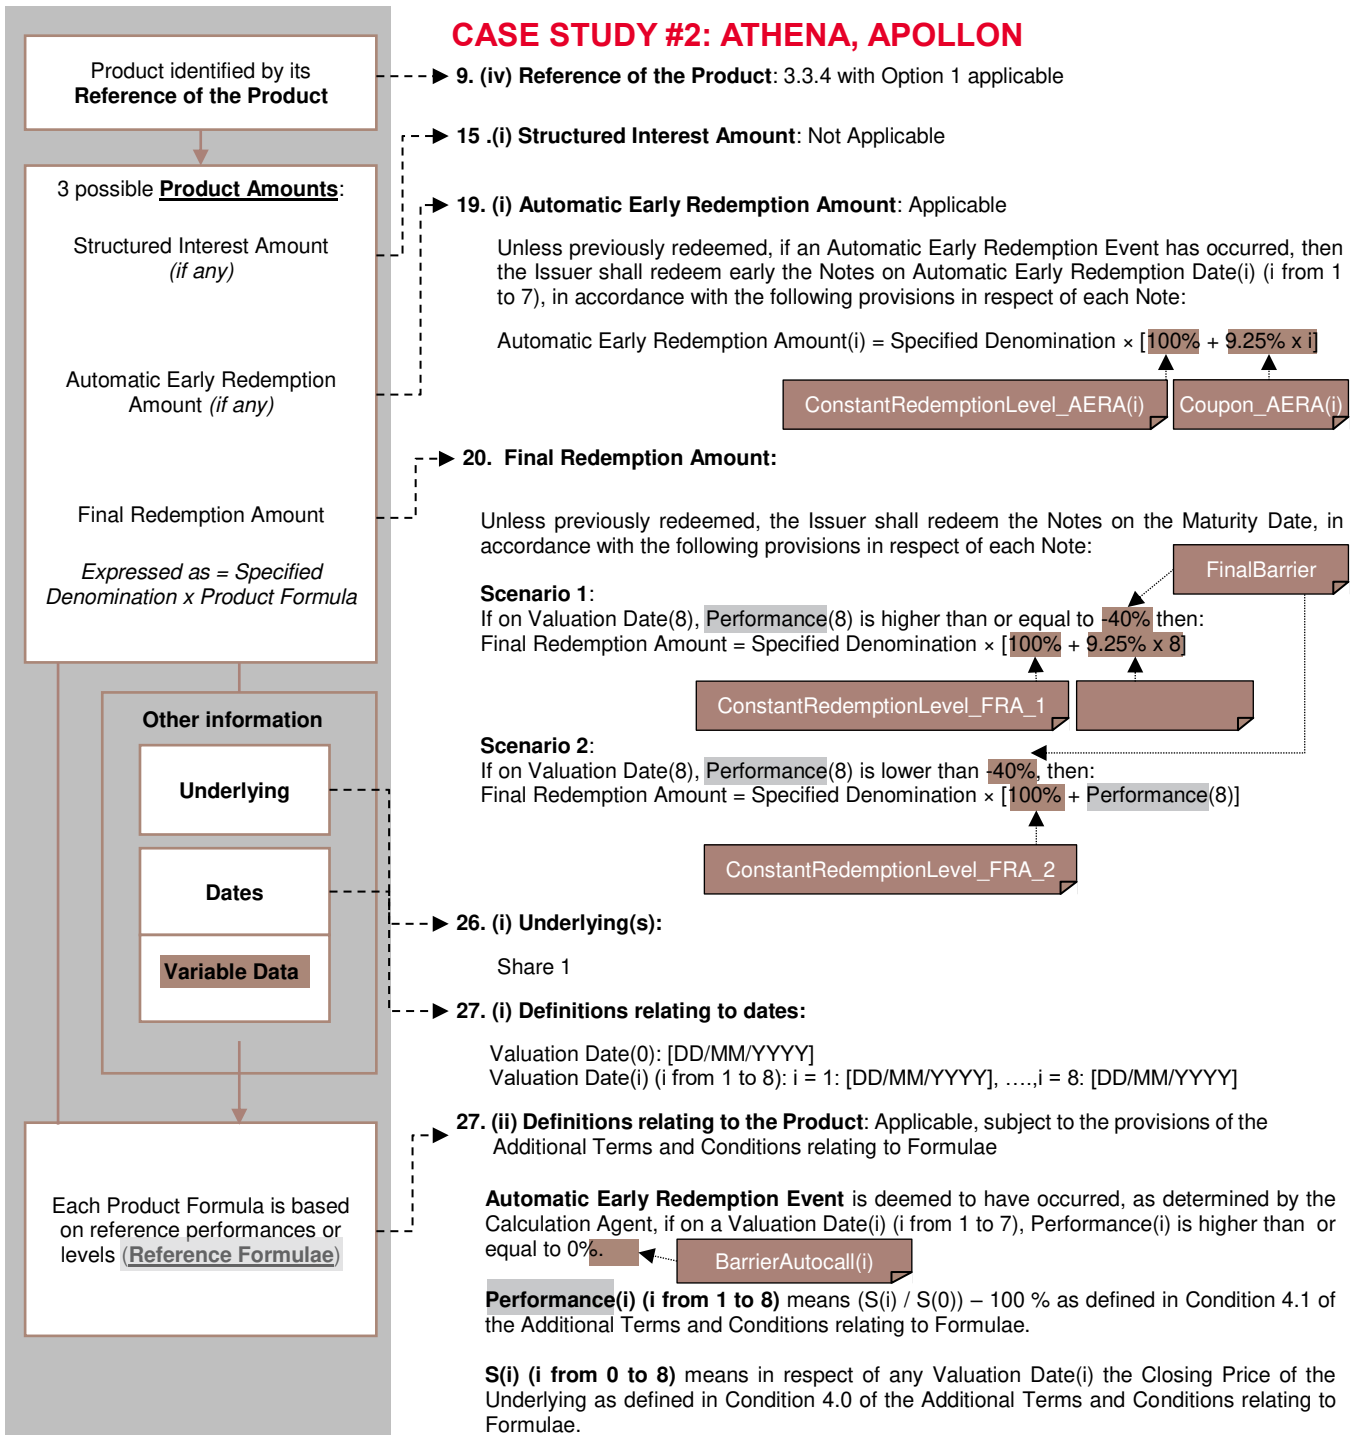 CASE STUDY #2: ATHENA, APOLLON
Product identified by its
Reference of the Product
3 possible Product Amounts:
Structured Interest Amount
(if any)
Automatic Early Redemption
Amount (if any)
Final Redemption Amount
Expressed as = Specified
Denomination x Product Formula
Other information
Underlying
Dates
Variable Data
Each Product Formula is based
on reference performances or
levels (Reference Formulae)
9. (iv) Reference of the Product: 3.3.4 with Option 1 applicable
15 .(i) Structured Interest Amount: Not Applicable
19. (i) Automatic Early Redemption Amount: Applicable
Unless previously redeemed, if an Automatic Early Redemption Event has occurred, then
the Issuer shall redeem early the Notes on Automatic Early Redemption Date(i) (i from 1
to 7), in accordance with the following provisions in respect of each Note:
Automatic Early Redemption Amount(i) = Specified Denomination × [100% + 9.25% x i]
ConstantRedemptionLevel_AERA(i)
Coupon_AERA(i)
20. Final Redemption Amount:
Unless previously redeemed, the Issuer shall redeem the Notes on the Maturity Date, in
accordance with the following provisions in respect of each Note:
FinalBarrier
Scenario 1:
If on Valuation Date(8), Performance(8) is higher than or equal to -40% then:
Final Redemption Amount = Specified Denomination × [100% + 9.25% x 8]
ConstantRedemptionLevel_FRA_1
Scenario 2:
If on Valuation Date(8), Performance(8) is lower than -40%, then:
Final Redemption Amount = Specified Denomination × [100% + Performance(8)]
ConstantRedemptionLevel_FRA_2
26. (i) Underlying(s):
Share 1
27. (i) Definitions relating to dates:
Valuation Date(0): [DD/MM/YYYY]
Valuation Date(i) (i from 1 to 8): i = 1: [DD/MM/YYYY], ….,i = 8: [DD/MM/YYYY]
27. (ii) Definitions relating to the Product: Applicable, subject to the provisions of the
Additional Terms and Conditions relating to Formulae
Automatic Early Redemption Event is deemed to have occurred, as determined by the
Calculation Agent, if on a Valuation Date(i) (i from 1 to 7), Performance(i) is higher than or
equal to 0%.
BarrierAutocall(i)
Performance(i) (i from 1 to 8) means (S(i) / S(0)) – 100 % as defined in Condition 4.1 of
the Additional Terms and Conditions relating to Formulae.
S(i) (i from 0 to 8) means in respect of any Valuation Date(i) the Closing Price of the
Underlying as defined in Condition 4.0 of the Additional Terms and Conditions relating to
Formulae.